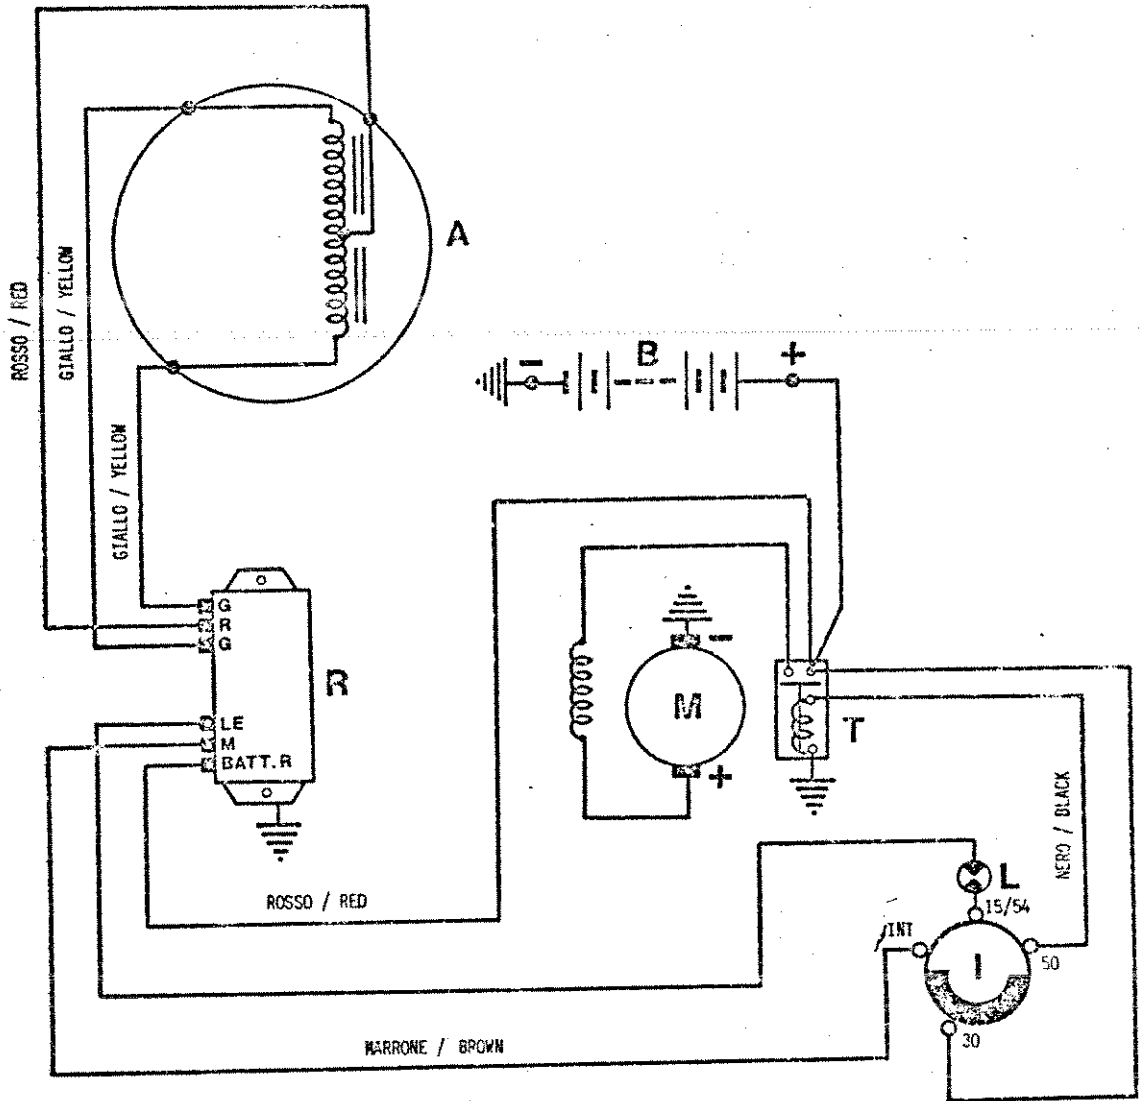 A
ROSSO / RED
GIALLO / YELLOW
GIALLO / YELLOW
- B +
G
R
G
R
LE
M
BATT.R
-
M
+
T
NERO / BLACK
ROSSO / RED
L
15/54
INT
I
50
30
MARRONE / BROWN